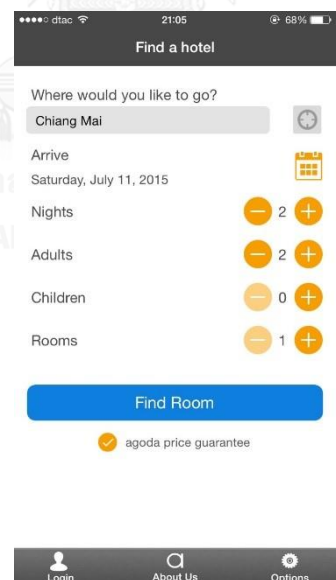 dtac 21:05 68%
Find a hotel
Where would you like to go?
Chiang Mai
Arrive
Saturday, July 11, 2015
Nights 2
Adults 2
Children 0
Rooms 1
Find Room
agoda price guarantee
Login About Us Options